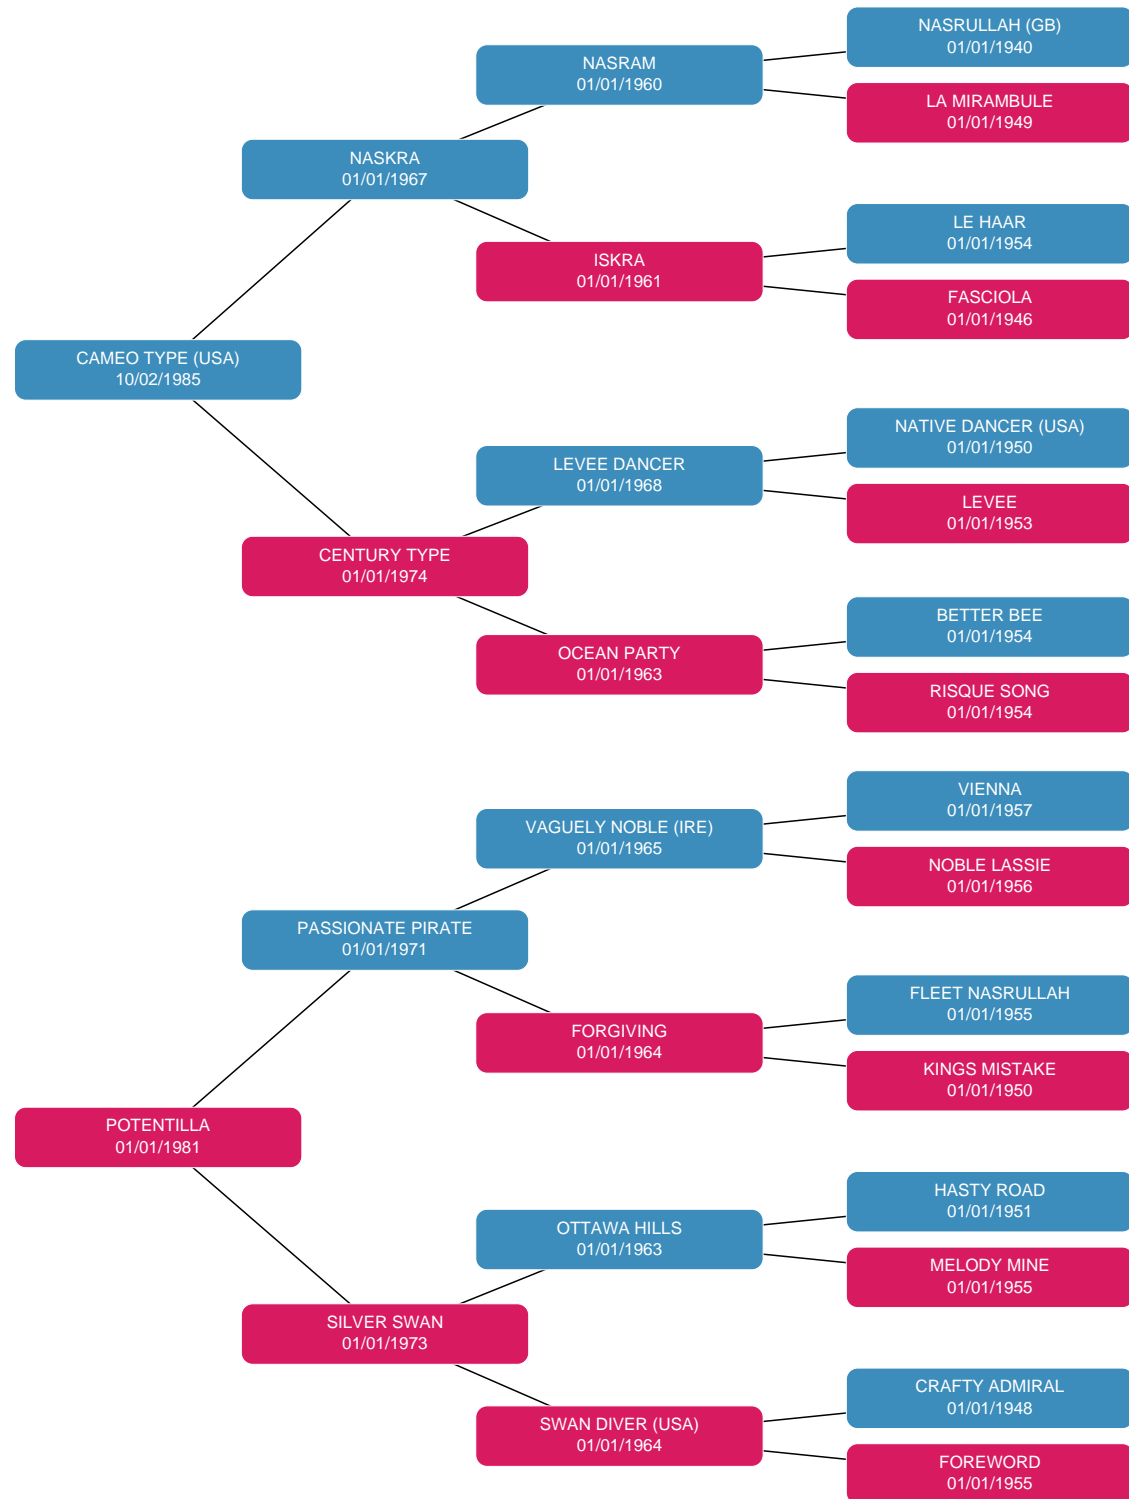 NASRULLAH (GB)
01/01/1940
NASRAM
01/01/1960
LA MIRAMBULE
01/01/1949
NASKRA
01/01/1967
LE HAAR
01/01/1954
ISKRA
01/01/1961
FASCIOLA
01/01/1946
CAMEO TYPE (USA)
10/02/1985
NATIVE DANCER (USA)
01/01/1950
LEVEE DANCER
01/01/1968
LEVEE
01/01/1953
CENTURY TYPE
01/01/1974
BETTER BEE
01/01/1954
OCEAN PARTY
01/01/1963
RISQUE SONG
01/01/1954
VIENNA
01/01/1957
VAGUELY NOBLE (IRE)
01/01/1965
NOBLE LASSIE
01/01/1956
PASSIONATE PIRATE
01/01/1971
FLEET NASRULLAH
01/01/1955
FORGIVING
01/01/1964
KINGS MISTAKE
01/01/1950
POTENTILLA
01/01/1981
HASTY ROAD
01/01/1951
OTTAWA HILLS
01/01/1963
MELODY MINE
01/01/1955
SILVER SWAN
01/01/1973
CRAFTY ADMIRAL
01/01/1948
SWAN DIVER (USA)
01/01/1964
FOREWORD
01/01/1955